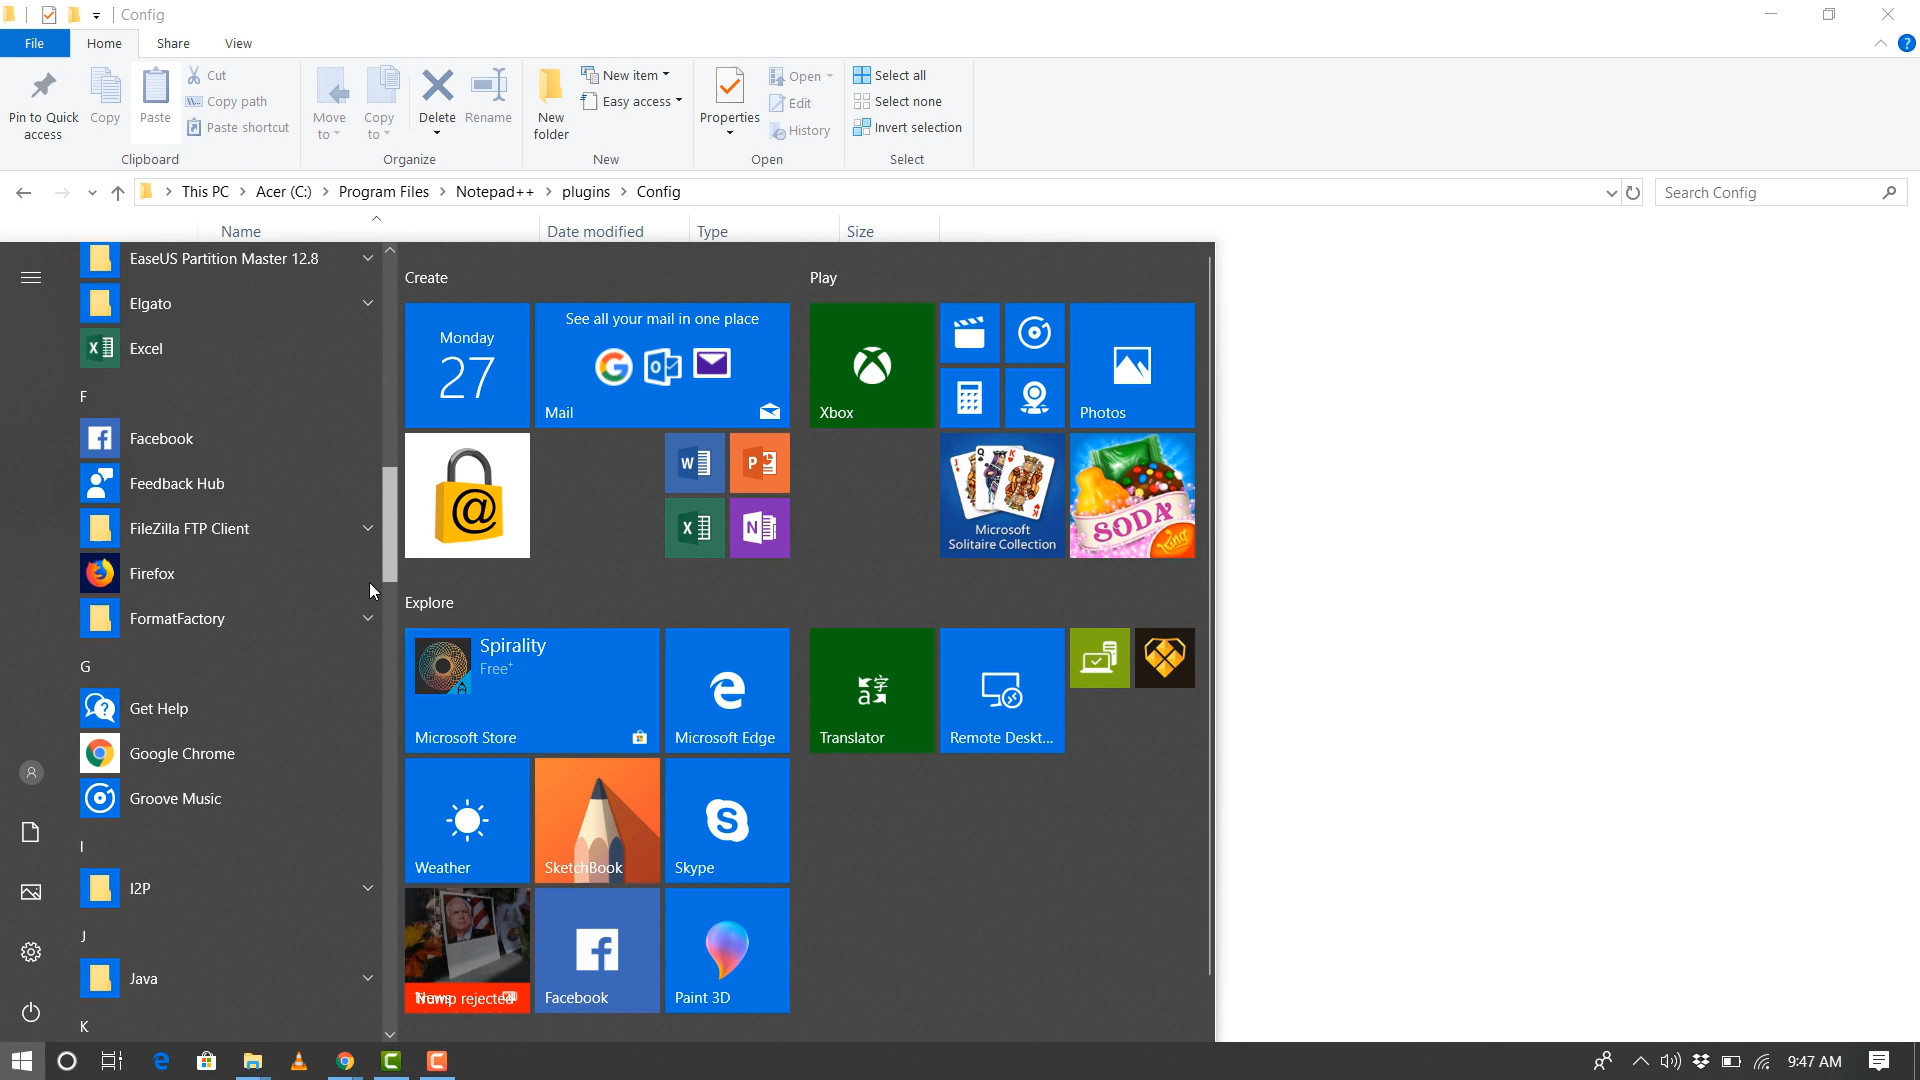 Config
File
Home
Share
View
Pin to Quick
access
Copy
Paste
Cut
Copy path
Paste shortcut
Clipboard
Move
to
Copy
to
Delete
Rename
Organize
New
folder
New item
Easy access
New
Properties
Open
Edit
History
Open
Select all
Select none
Invert selection
Select
This PC
Acer (C:)
Program Files
Notepad++
plugins
Config
Search Config
Name
Date modified
Type
Size
EaseUS Partition Master 12.8
Elgato
Excel
F
Facebook
Feedback Hub
FileZilla FTP Client
Firefox
FormatFactory
G
Get Help
Google Chrome
Groove Music
I
I2P
J
Java
K
Create
Monday
27
See all your mail in one place
Mail
Play
Xbox
Photos
Microsoft
Solitaire Collection
SODA
King
Explore
Spirality
Free+
Microsoft Store
Microsoft Edge
Translator
Remote Deskt...
Weather
SketchBook
Skype
News
Trump rejected
Facebook
Paint 3D
9:47 AM